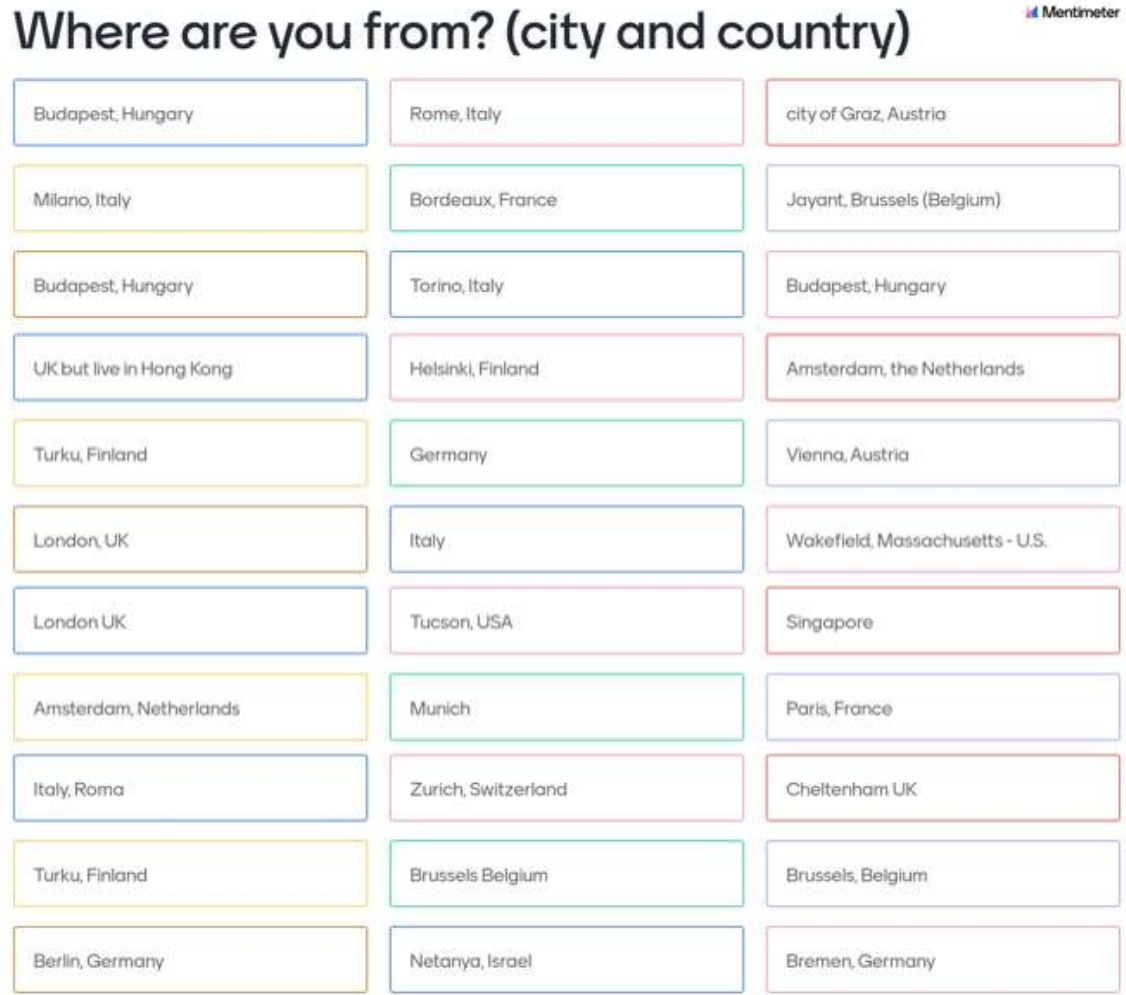 Where are you from? (city and country)
Mentimeter
Budapest, Hungary
Rome, Italy
city of Graz, Austria
Milano, Italy
Bordeaux, France
Jayant, Brussels (Belgium)
Budapest, Hungary
Torino, Italy
Budapest, Hungary
UK but live in Hong Kong
Helsinki, Finland
Amsterdam, the Netherlands
Turku, Finland
Germany
Vienna, Austria
London, UK
Italy
Wakefield, Massachusetts - U.S.
London UK
Tucson, USA
Singapore
Amsterdam, Netherlands
Munich
Paris, France
Italy, Roma
Zurich, Switzerland
Cheltenham UK
Turku, Finland
Brussels Belgium
Brussels, Belgium
Berlin, Germany
Netanya, Israel
Bremen, Germany